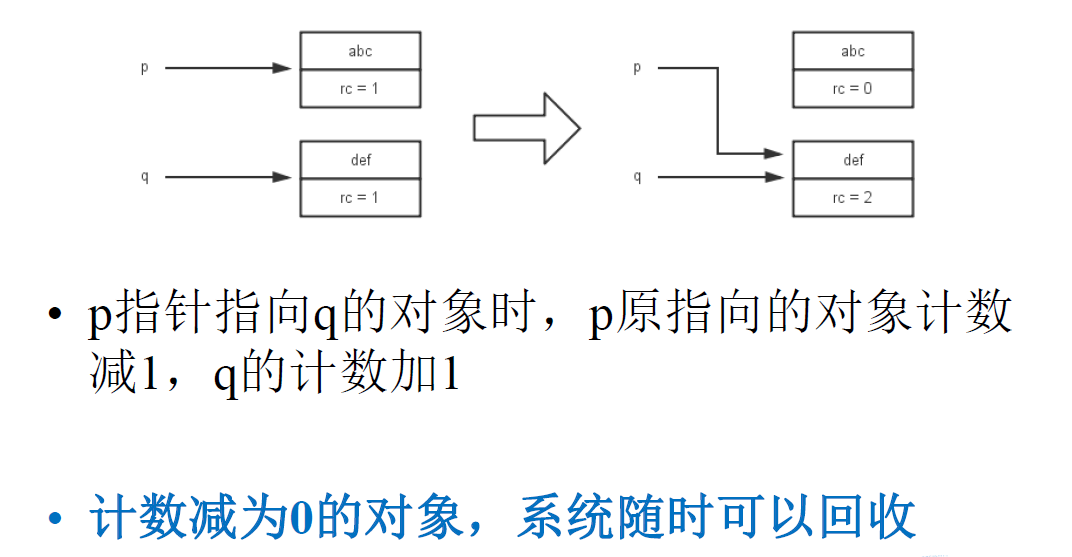 abc
abc
p
p
rc = 1
rc = 0
def
def
q
q
rc = 1
rc = 2
• p指针指向q的对象时，p原指向的对象计数
减1，q的计数加1
• 计数减为0的对象，系统随时可以回收